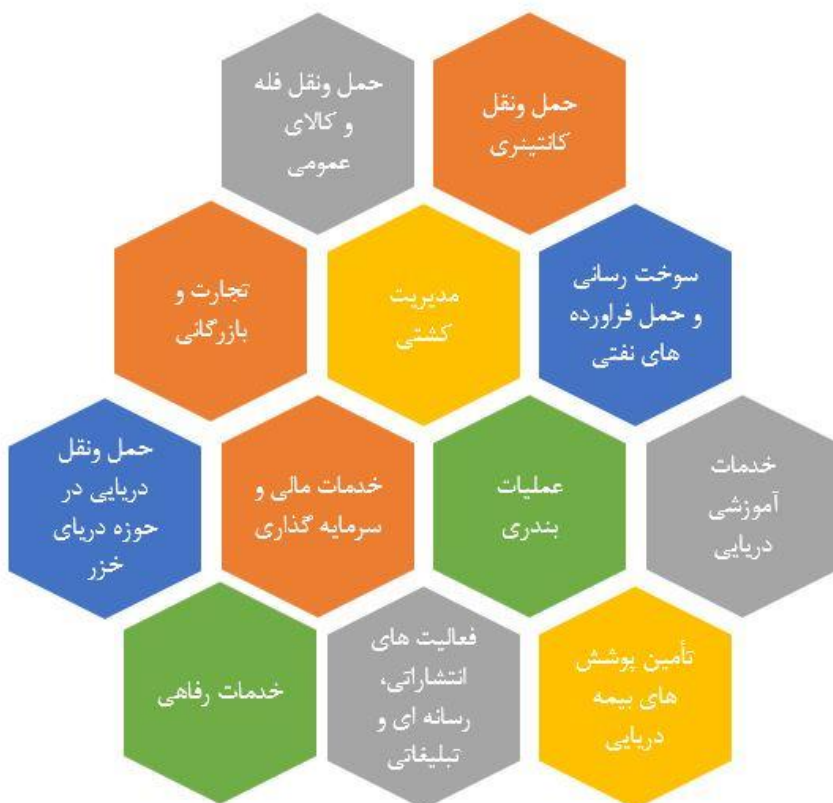 حمل ونقل
کانتینری
حمل ونقل فله
و کالای
عمومی
سوخت رسانی
و حمل فراورده
های نفتی
مدیریت
کشتی
تجارت و
بازرگانی
خدمات
آموزشی
دریایی
عملیات
بندری
خدمات مالی و
سرمایه گذاری
حمل ونقل
دریایی در
حوزه دریای
خزر
تأمین پوشش
های بیمه
دریایی
فعالیت های
انتشاراتی،
رسانه ای و
تبلیغاتی
خدمات رفاهی